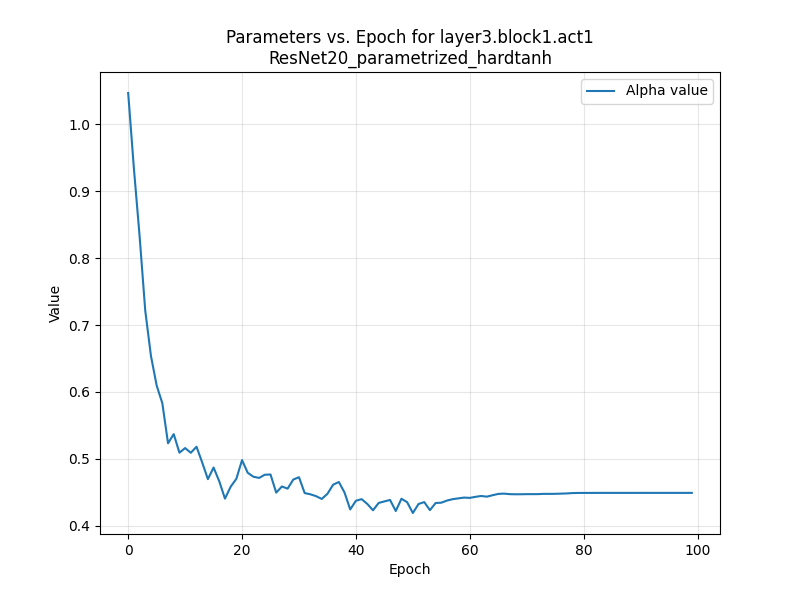 Parameters vs. Epoch for layer3.block1.act1
ResNet20_parametrized_hardtanh
Alpha value
1.0
0.9
0.8
0.7
0.6
0.5
0.4
Value
0 20 40 60 80 100
Epoch